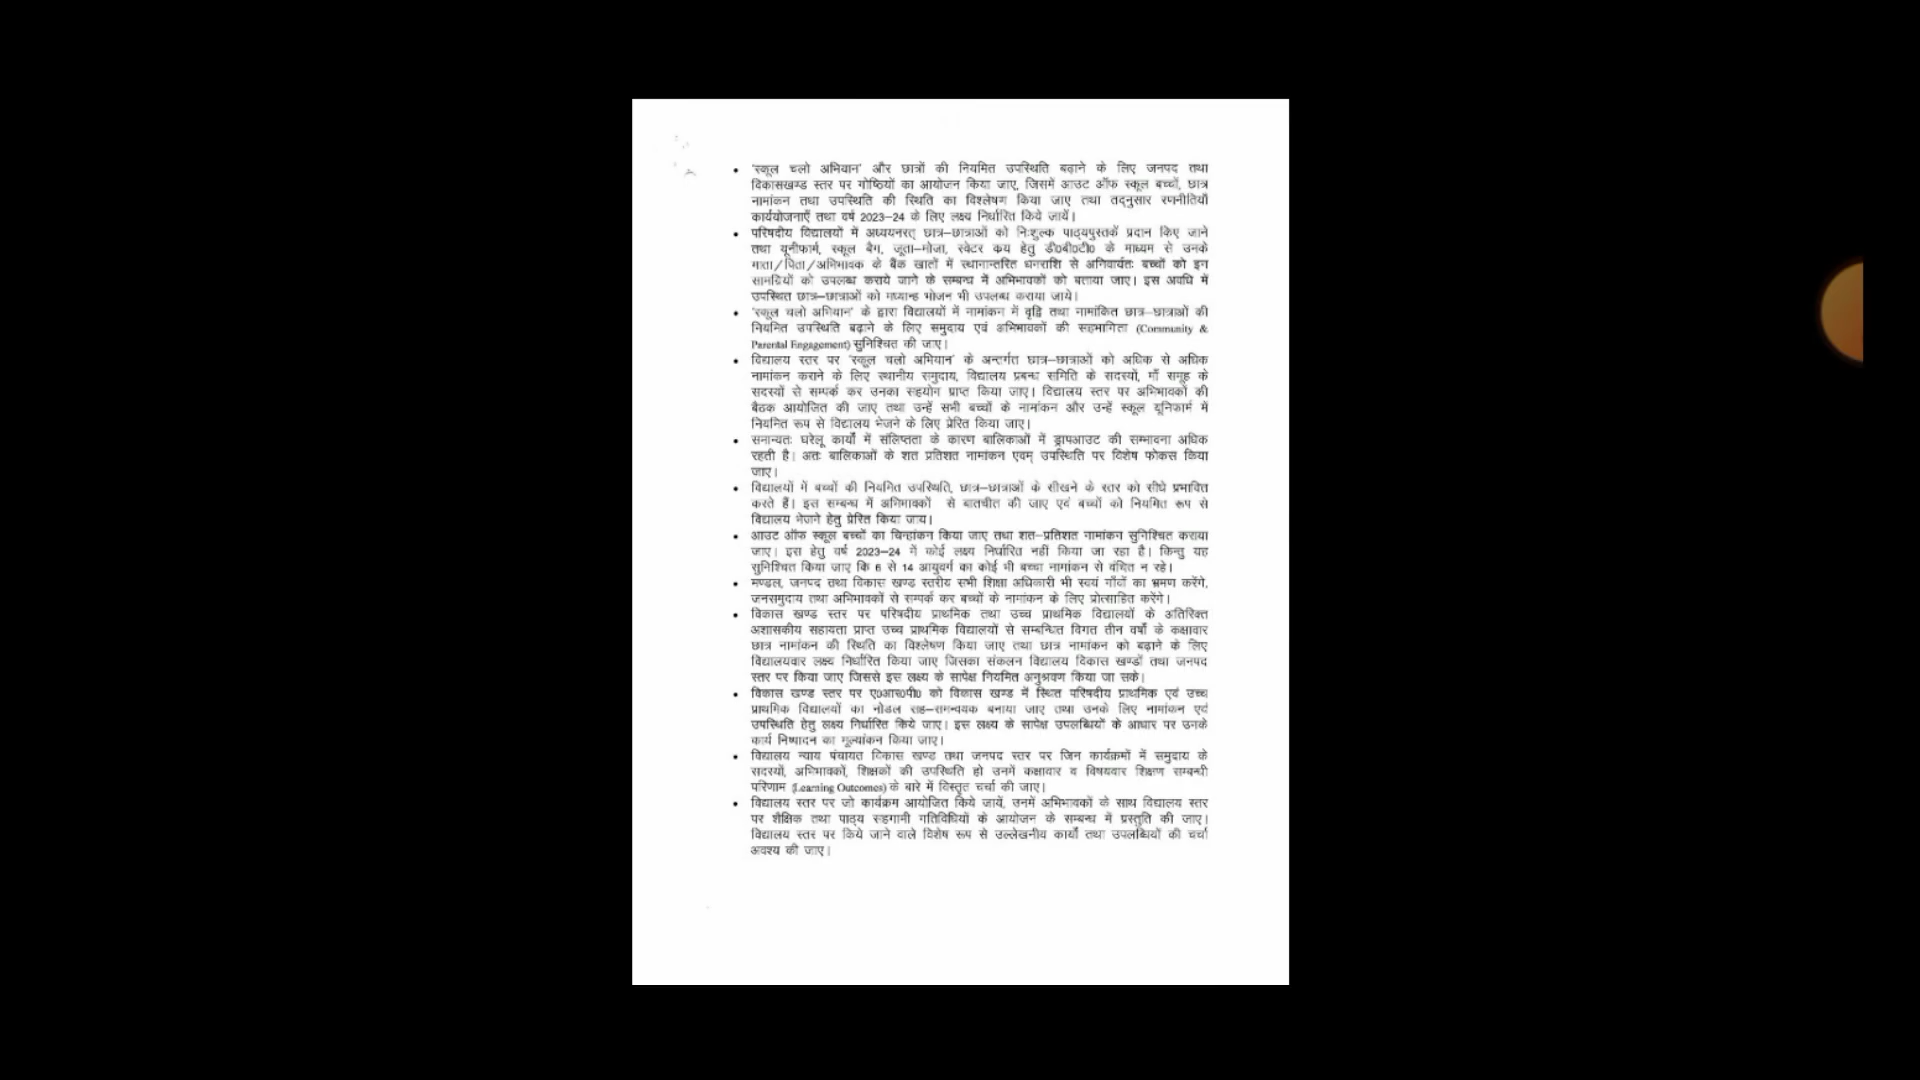 • 'स्कूल चलो अभियान' और छात्रों की नियमित उपस्थिति बढ़ाने के लिए जनपद तथा
विकासखण्ड स्तर पर गोष्ठियों का आयोजन किया जाए, जिसमें आउट ऑफ स्कूल बच्चों, छात्र
नामांकन तथा उपस्थिति की स्थिति का विश्लेषण किया जाए तथा तद्नुसार रणनीतियाँ
कार्ययोजनाएँ तथा वर्ष 2023–24 के लिए लक्ष्य निर्धारित किये जायें।
• परिषदीय विद्यालयों में अध्ययनरत् छात्र–छात्राओं को निःशुल्क पाठ्यपुस्तकें प्रदान किए जाने
तथा यूनीफार्म, स्कूल बैग, जूता–मोजा, स्वेटर क्रय हेतु डी0बी0टी0 के माध्यम से उनके
माता/पिता/अभिभावक के बैंक खातों में स्थानान्तरित धनराशि से अनिवार्यतः बच्चों को इन
सामग्रियों को उपलब्ध कराये जाने के सम्बन्ध में अभिभावकों को बताया जाए। इस अवधि में
उपस्थित छात्र–छात्राओं को मध्यान्ह भोजन भी उपलब्ध कराया जाये।
• 'स्कूल चलो अभियान' के द्वारा विद्यालयों में नामांकन में वृद्वि तथा नामांकित छात्र–छात्राओं की
नियमित उपस्थिति बढ़ाने के लिए समुदाय एवं अभिभावकों की सहभागिता (Community &
Parental Engagement) सुनिश्चित की जाए।
• विद्यालय स्तर पर 'स्कूल चलो अभियान' के अन्तर्गत छात्र–छात्राओं को अधिक से अधिक
नामांकन कराने के लिए स्थानीय समुदाय, विद्यालय प्रबन्ध समिति के सदस्यों, माँ समूह के
सदस्यों से सम्पर्क कर उनका सहयोग प्राप्त किया जाए। विद्यालय स्तर पर अभिभावकों की
बैठक आयोजित की जाए तथा उन्हें सभी बच्चों के नामांकन और उन्हें स्कूल यूनिफार्म में
नियमित रूप से विद्यालय भेजने के लिए प्रेरित किया जाए।
• समान्यतः घरेलू कार्यों में संलिप्तता के कारण बालिकाओं में ड्रापआउट की सम्भावना अधिक
रहती है। अतः बालिकाओं के शत प्रतिशत नामांकन एवम् उपस्थिति पर विशेष फोकस किया
जाए।
• विद्यालयों में बच्चों की नियमित उपस्थिति, छात्र–छात्राओं के सीखने के स्तर को सीधे प्रभावित
करते हैं। इस सम्बन्ध में अभिभावकों से बातचीत की जाए एवं बच्चों को नियमित रूप से
विद्यालय भेजने हेतु प्रेरित किया जाय।
• आउट ऑफ स्कूल बच्चों का चिन्हांकन किया जाए तथा शत–प्रतिशत नामांकन सुनिश्चित कराया
जाए। इस हेतु वर्ष 2023–24 में कोई लक्ष्य निर्धारित नहीं किया जा रहा है। किन्तु यह
सुनिश्चित किया जाए कि 6 से 14 आयुवर्ग का कोई भी बच्चा नामांकन से वंचित न रहे।
• मण्डल, जनपद तथा विकास खण्ड स्तरीय सभी शिक्षा अधिकारी भी स्वयं गाँवों का भ्रमण करेंगे,
जनसमुदाय तथा अभिभावकों से सम्पर्क कर बच्चों के नामांकन के लिए प्रोत्साहित करेंगे।
• विकास खण्ड स्तर पर परिषदीय प्राथमिक तथा उच्च प्राथमिक विद्यालयों के अतिरिक्त
अशासकीय सहायता प्राप्त उच्च प्राथमिक विद्यालयों से सम्बन्धित विगत तीन वर्षों के कक्षावार
छात्र नामांकन की स्थिति का विश्लेषण किया जाए तथा छात्र नामांकन को बढ़ाने के लिए
विद्यालयवार लक्ष्य निर्धारित किया जाए जिसका संकलन विद्यालय विकास खण्डों तथा जनपद
स्तर पर किया जाए जिससे इस लक्ष्य के सापेक्ष नियमित अनुश्रवण किया जा सके।
• विकास खण्ड स्तर पर ए0आर0पी0 को विकास खण्ड में स्थित परिषदीय प्राथमिक एवं उच्च
प्राथमिक विद्यालयों का नोडल सह–समन्वयक बनाया जाए तथा उनके लिए नामांकन एवं
उपस्थिति हेतु लक्ष्य निर्धारित किये जाए। इस लक्ष्य के सापेक्ष उपलब्धियों के आधार पर उनके
कार्य निष्पादन का मूल्यांकन किया जाए।
• विद्यालय न्याय पंचायत विकास खण्ड तथा जनपद स्तर पर जिन कार्यक्रमों में समुदाय के
सदस्यों, अभिभावकों, शिक्षकों की उपस्थिति हो उनमें कक्षावार व विषयवार शिक्षण सम्बन्धी
परिणाम (Learning Outcomes) के बारे में विस्तृत चर्चा की जाए।
• विद्यालय स्तर पर जो कार्यक्रम आयोजित किये जायें, उनमें अभिभावकों के साथ विद्यालय स्तर
पर शैक्षिक तथा पाठ्य सहगामी गतिविधियों के आयोजन के सम्बन्ध में प्रस्तुति की जाए।
विद्यालय स्तर पर किये जाने वाले विशेष रूप से उल्लेखनीय कार्यों तथा उपलब्धियों की चर्चा
अवश्य की जाए।